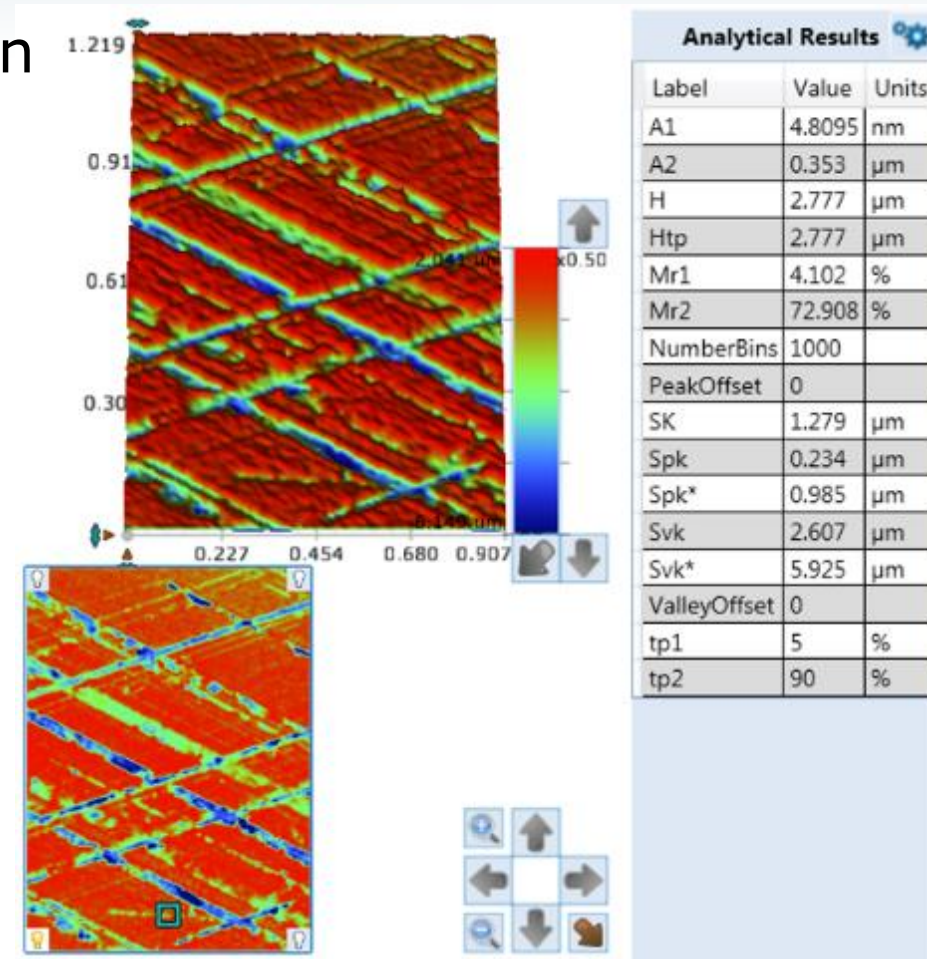 n
1.219
0.91
0.61
0.30
0.227 0.454 0.680 0.907
x0.50
Analytical Results
Label Value Units
A1 4.8095 nm
A2 0.353 µm
H 2.777 µm
Htp 2.777 µm
Mr1 4.102 %
Mr2 72.908 %
NumberBins 1000
PeakOffset 0
SK 1.279 µm
Spk 0.234 µm
Spk* 0.985 µm
Svk 2.607 µm
Svk* 5.925 µm
ValleyOffset 0
tp1 5 %
tp2 90 %